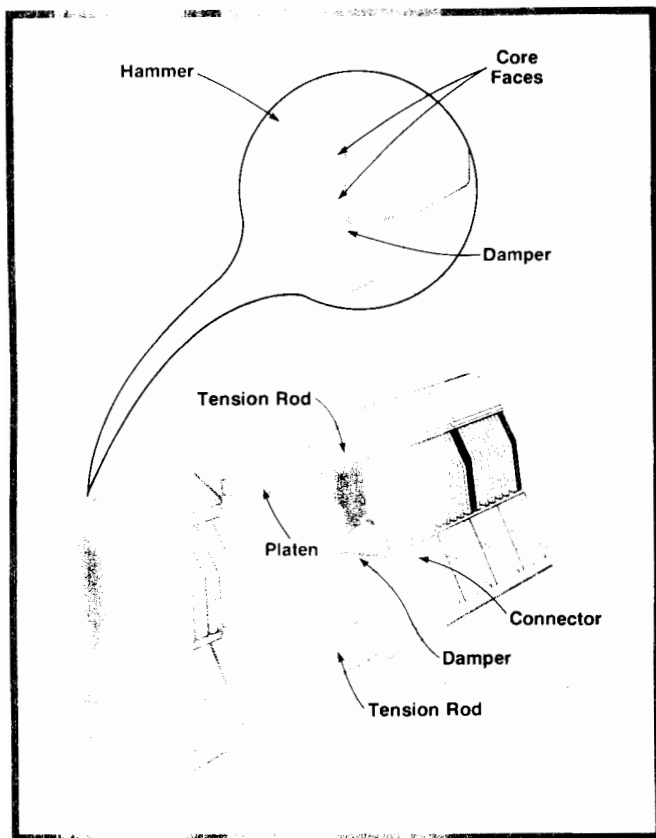 Core
Faces
Hammer
Damper
Tension Rod
Platen
Connector
Damper
Tension Rod